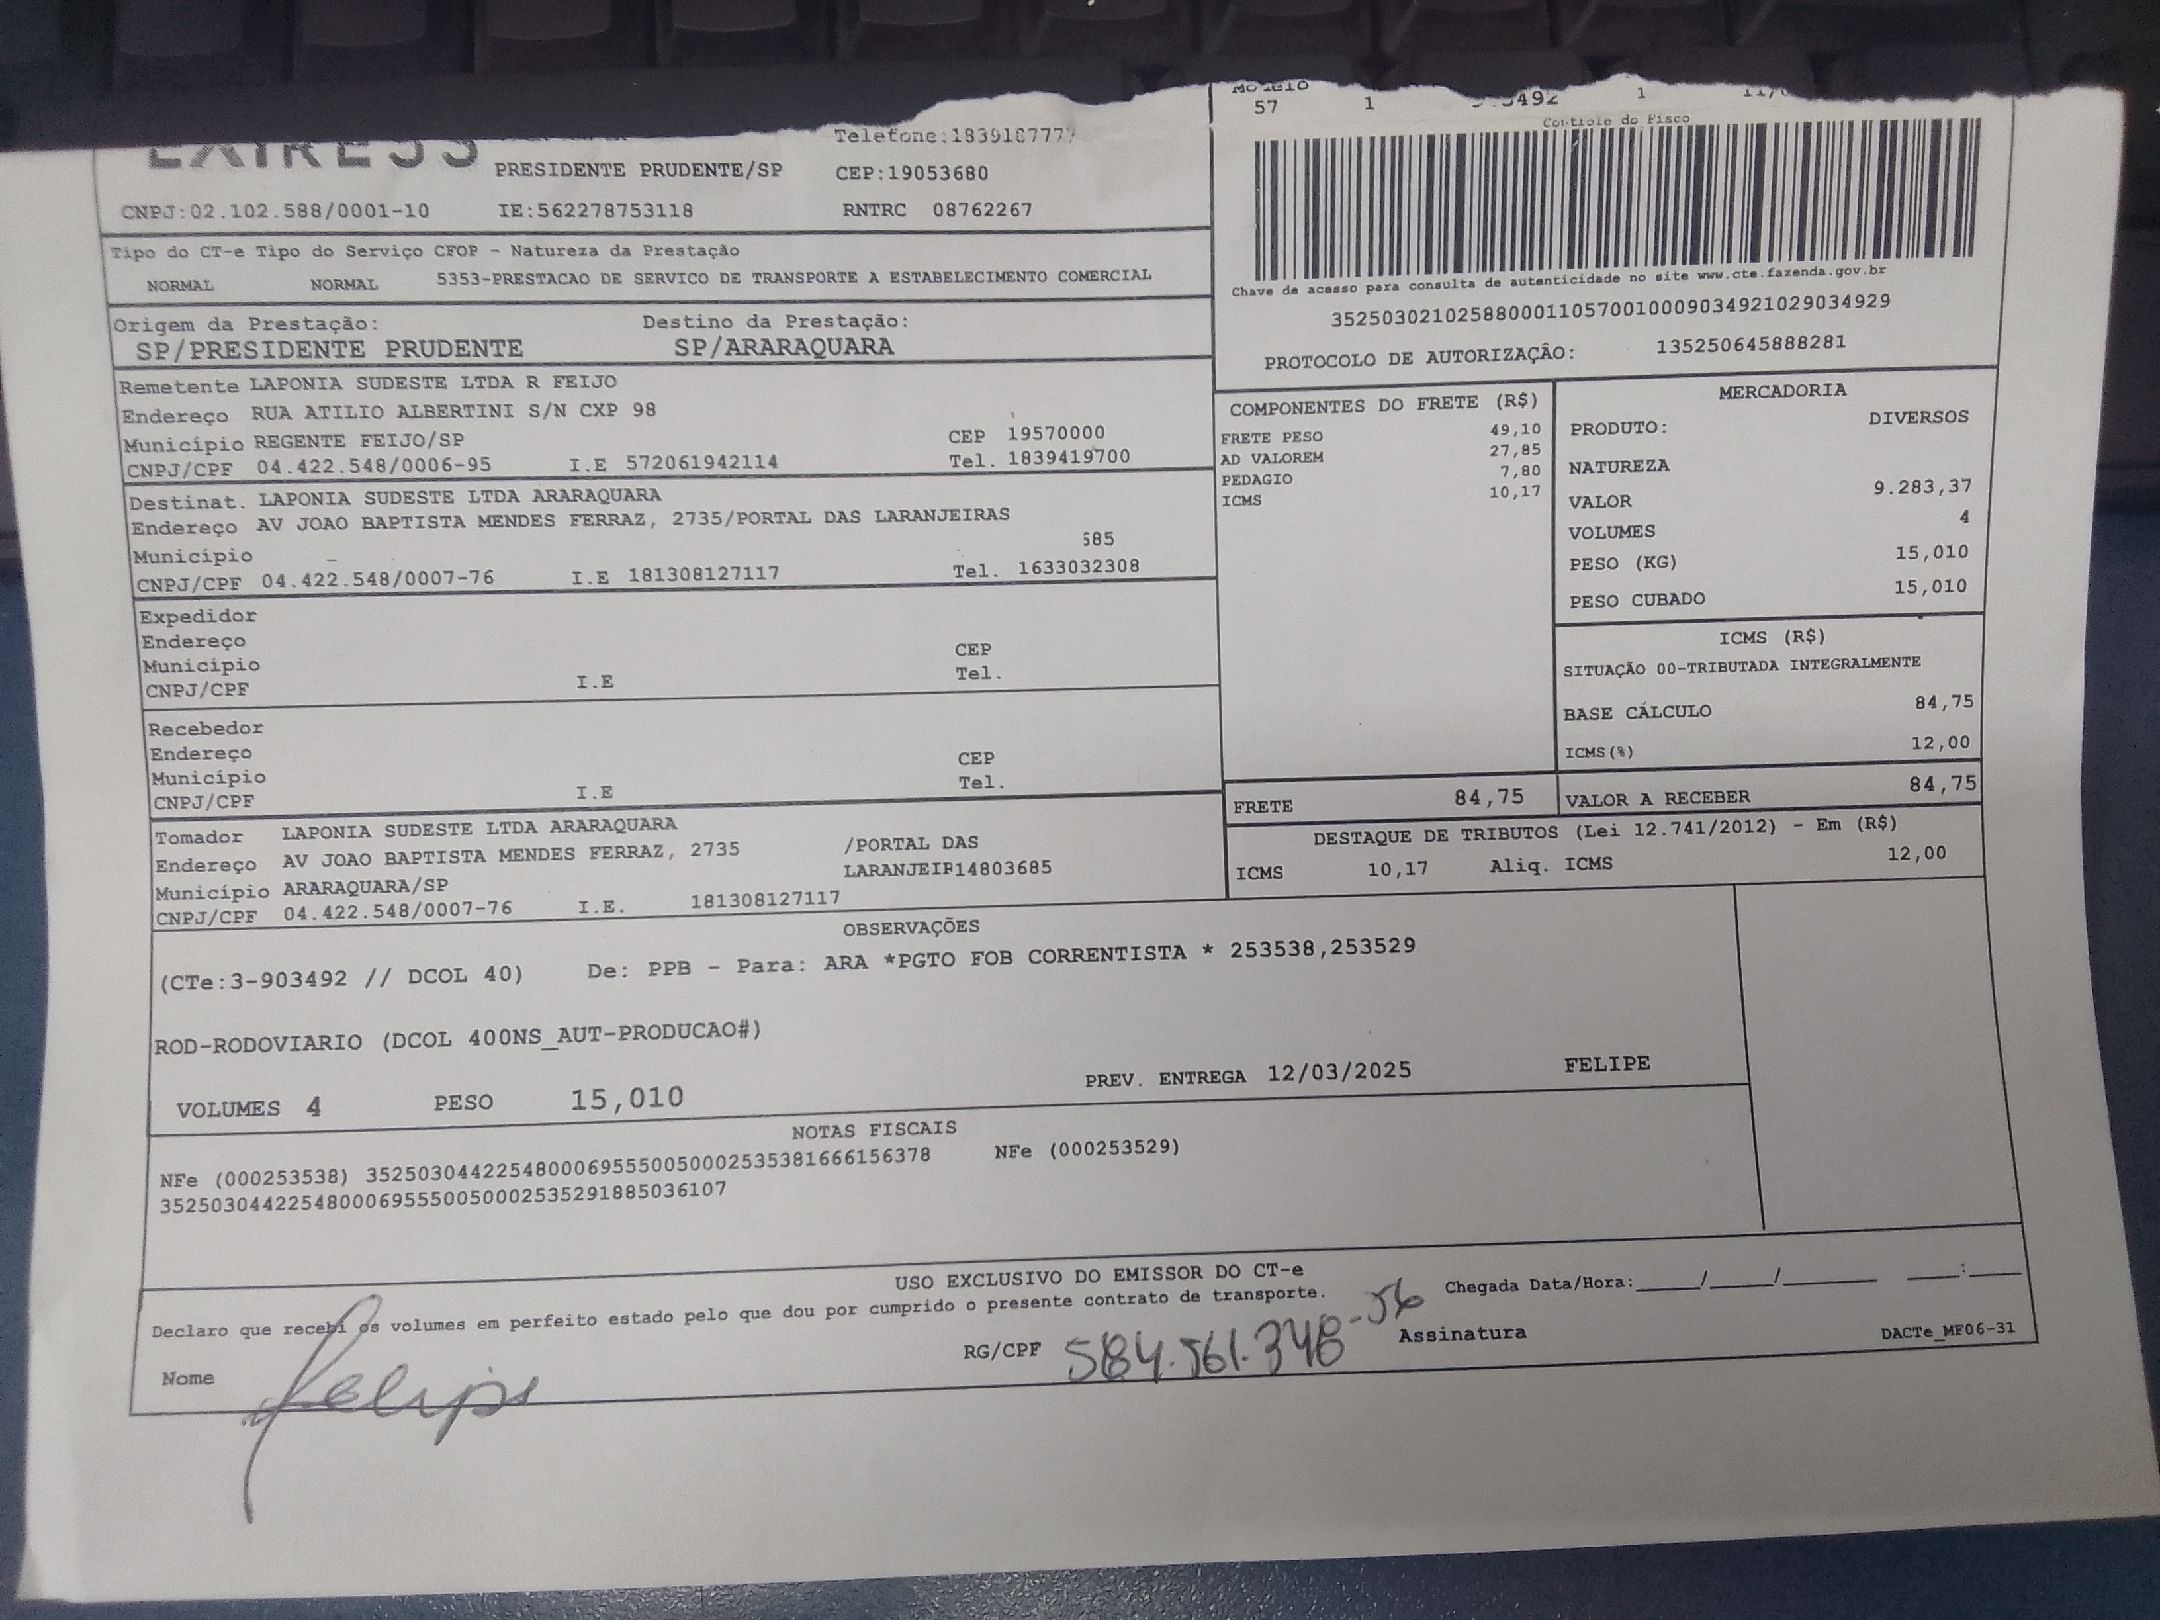 EXPRESS
PRESIDENTE PRUDENTE/SP
CEP:19053680
CNPJ:02.102.588/0001-10 IE:562278753118 RNTRC 08762267
57 1 1
Controle do Fisco
Tipo do CT-e Tipo do Serviço CFOP - Natureza da Prestação
NORMAL NORMAL 5353-PRESTACAO DE SERVICO DE TRANSPORTE A ESTABELECIMENTO COMERCIAL
Chave de acesso para consulta de autenticidade no site www.cte.fazenda.gov.br
35250302102588000110570010009034921029034929
PROTOCOLO DE AUTORIZAÇÃO: 135250645888281
Origem da Prestação: Destino da Prestação:
SP/PRESIDENTE PRUDENTE SP/ARARAQUARA
Remetente LAPONIA SUDESTE LTDA R FEIJO
Endereço RUA ATILIO ALBERTINI S/N CXP 98
Município REGENTE FEIJO/SP CEP 19570000
CNPJ/CPF 04.422.548/0006-95 I.E 572061942114 Tel. 1839419700
Destinat. LAPONIA SUDESTE LTDA ARARAQUARA
Endereço AV JOAO BAPTISTA MENDES FERRAZ, 2735/PORTAL DAS LARANJEIRAS
Município 685
CNPJ/CPF 04.422.548/0007-76 I.E 181308127117 Tel. 1633032308
Expedidor
Endereço
Município CEP
CNPJ/CPF I.E Tel.
Recebedor
Endereço
Município CEP
CNPJ/CPF I.E Tel.
Tomador LAPONIA SUDESTE LTDA ARARAQUARA
Endereço AV JOAO BAPTISTA MENDES FERRAZ, 2735 /PORTAL DAS
LARANJEIR14803685
Município ARARAQUARA/SP
CNPJ/CPF 04.422.548/0007-76 I.E. 181308127117
COMPONENTES DO FRETE (R$)
FRETE PESO 49,10
AD VALOREM 27,85
PEDAGIO 7,80
ICMS 10,17
MERCADORIA
PRODUTO: DIVERSOS
NATUREZA
VALOR 9.283,37
VOLUMES 4
PESO (KG) 15,010
PESO CUBADO 15,010
ICMS (R$)
SITUAÇÃO 00-TRIBUTADA INTEGRALMENTE
BASE CÁLCULO 84,75
ICMS(%) 12,00
FRETE 84,75 VALOR A RECEBER 84,75
DESTAQUE DE TRIBUTOS (Lei 12.741/2012) - Em (R$)
ICMS 10,17 Aliq. ICMS 12,00
OBSERVAÇÕES
(CTe:3-903492 // DCOL 40) De: PPB - Para: ARA *PGTO FOB CORRENTISTA * 253538,253529
ROD-RODOVIARIO (DCOL 400NS_AUT-PRODUCAO#)
VOLUMES 4 PESO 15,010 PREV. ENTREGA 12/03/2025 FELIPE
NOTAS FISCAIS
NFe (000253538) 35250304422548000695550050002535381666156378 NFe (000253529)
35250304422548000695550050002535291885036107
USO EXCLUSIVO DO EMISSOR DO CT-e
Declaro que recebi os volumes em perfeito estado pelo que dou por cumprido o presente contrato de transporte. Chegada Data/Hora:____/____/______ ___:___
Nome Felipe RG/CPF 584.561.348-56 Assinatura DACTe_MF06-31